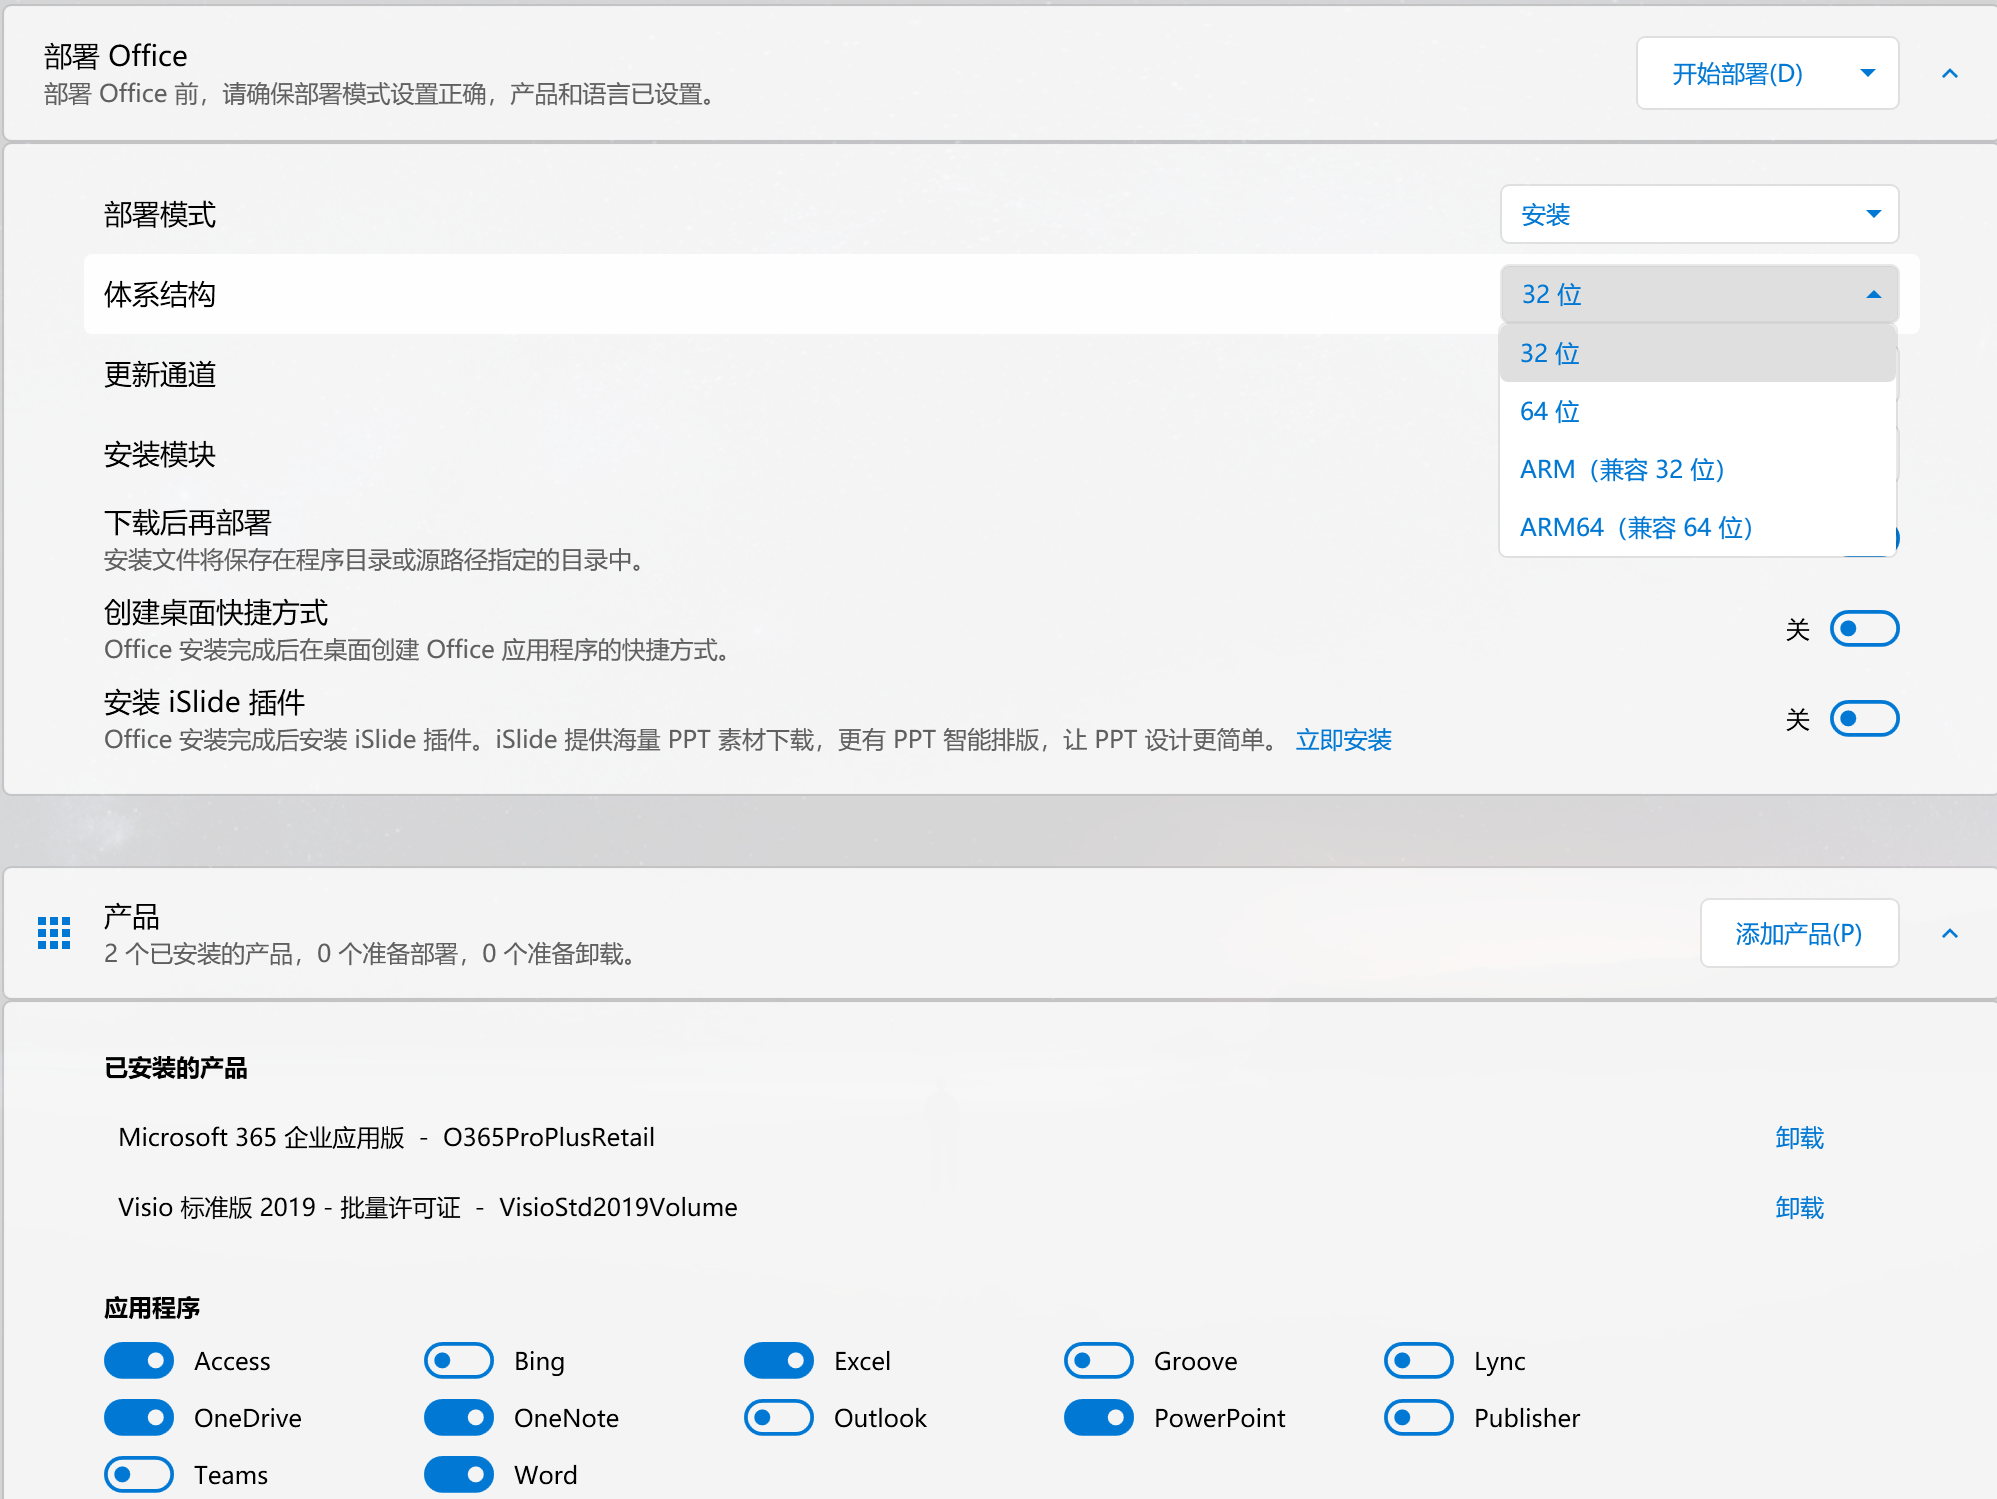 部署 Office
部署 Office 前，请确保部署模式设置正确，产品和语言已设置。
开始部署(D)
部署模式
安装
体系结构
32 位
32 位
更新通道
64 位
安装模块
ARM（兼容 32 位）
下载后再部署
ARM64（兼容 64 位）
安装文件将保存在程序目录或源路径指定的目录中。
创建桌面快捷方式
Office 安装完成后在桌面创建 Office 应用程序的快捷方式。
关
安装 iSlide 插件
Office 安装完成后安装 iSlide 插件。iSlide 提供海量 PPT 素材下载，更有 PPT 智能排版，让 PPT 设计更简单。 立即安装
关
产品
2 个已安装的产品，0 个准备部署，0 个准备卸载。
添加产品(P)
已安装的产品
Microsoft 365 企业应用版 - O365ProPlusRetail
卸载
Visio 标准版 2019 - 批量许可证 - VisioStd2019Volume
卸载
应用程序
Access
Bing
Excel
Groove
Lync
OneDrive
OneNote
Outlook
PowerPoint
Publisher
Teams
Word